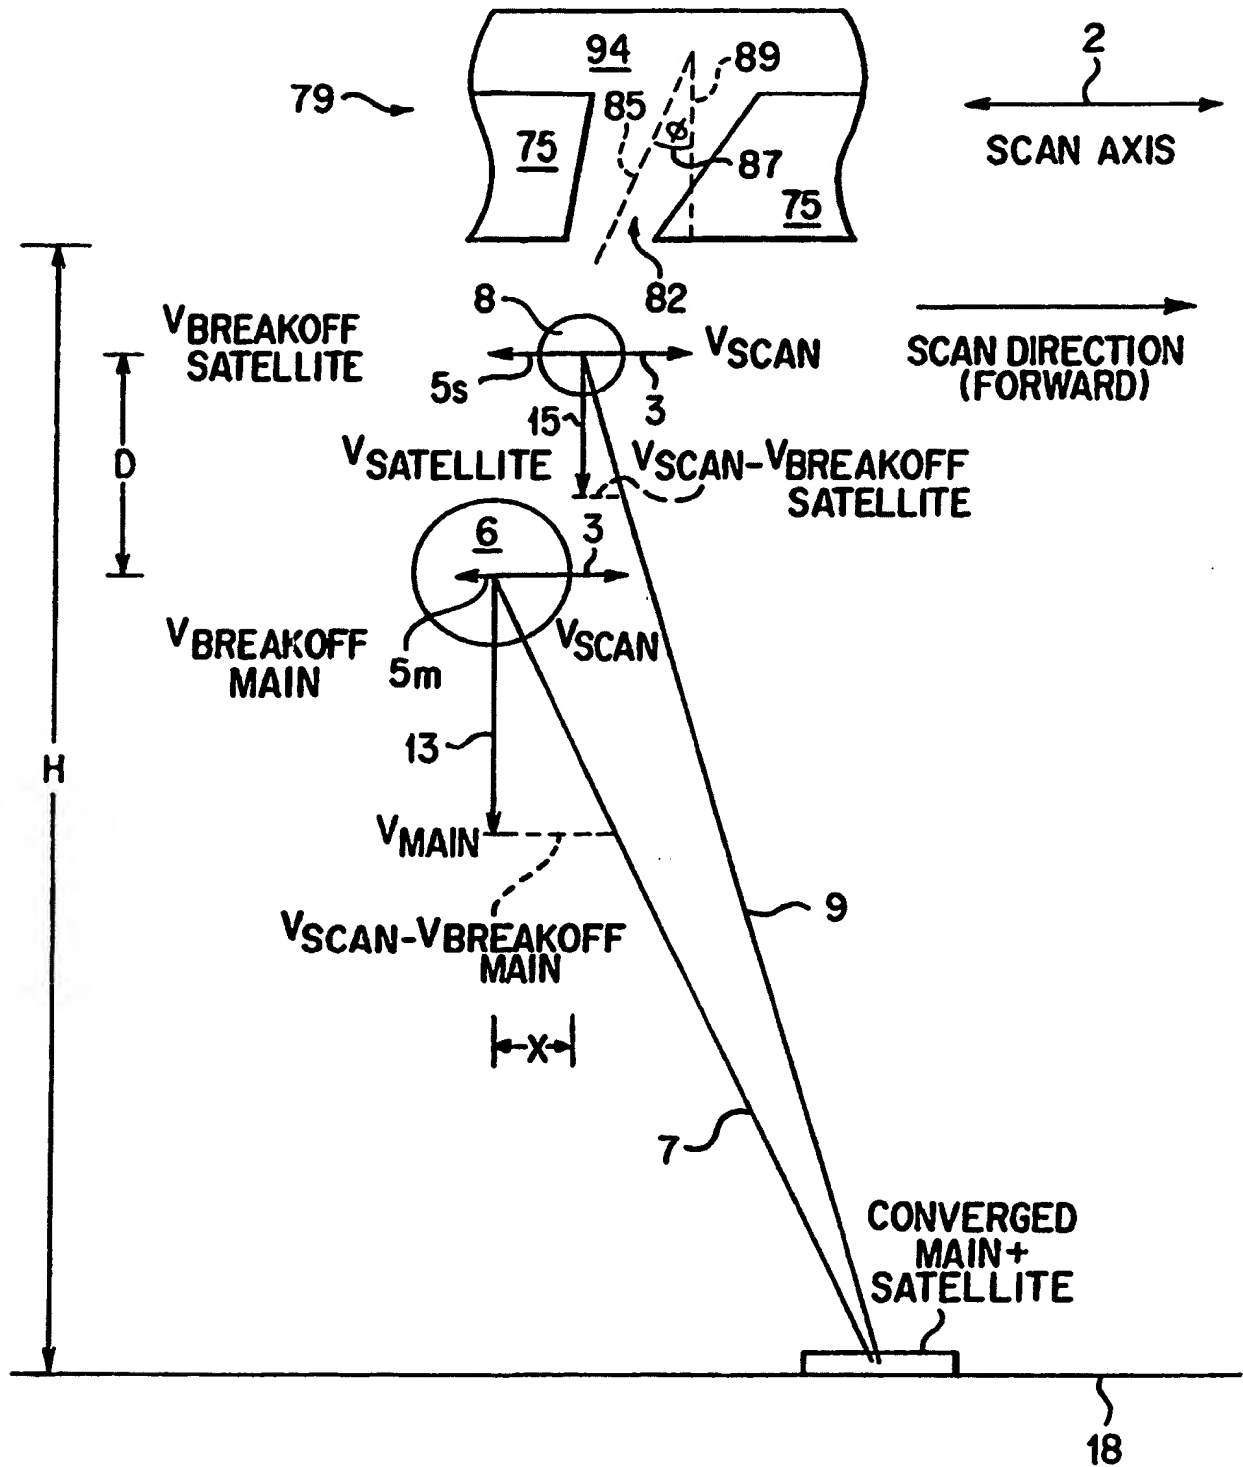 94
89
2
79
85
75
ϕ
87
SCAN AXIS
75
82
8
VBREAKOFF
SATELLITE
VSCAN
SCAN DIRECTION
(FORWARD)
5s
3
15
D
VSATELLITE
VSCAN-VBREAKOFF
SATELLITE
6
3
VBREAKOFF
MAIN
VSCAN
5m
13
H
VMAIN
9
VSCAN-VBREAKOFF
MAIN
X
7
CONVERGED
MAIN+
SATELLITE
18